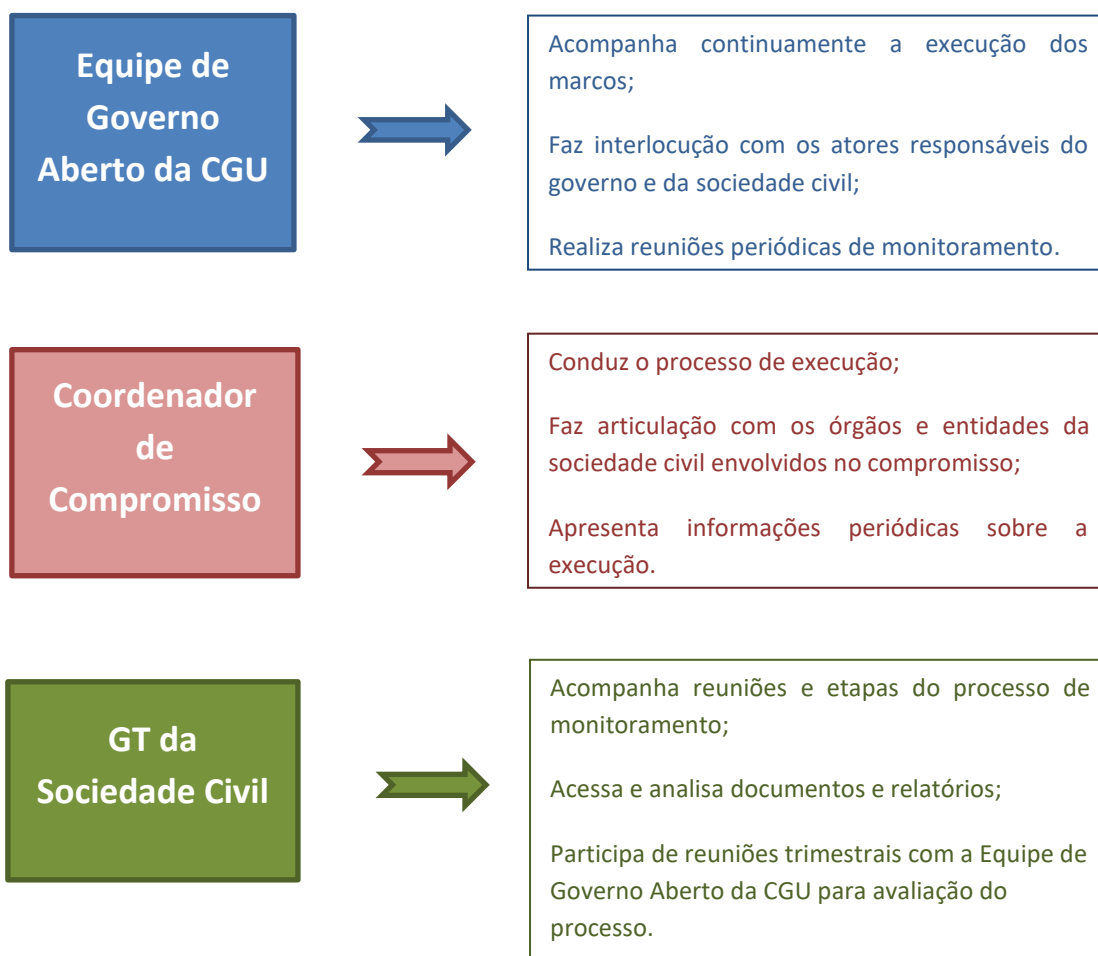 Equipe de
Governo
Aberto da CGU
Acompanha continuamente a execução dos
marcos;
Faz interlocução com os atores responsáveis do
governo e da sociedade civil;
Realiza reuniões periódicas de monitoramento.
Coordenador
de
Compromisso
Conduz o processo de execução;
Faz articulação com os órgãos e entidades da
sociedade civil envolvidos no compromisso;
Apresenta informações periódicas sobre a
execução.
GT da
Sociedade Civil
Acompanha reuniões e etapas do processo de
monitoramento;
Acessa e analisa documentos e relatórios;
Participa de reuniões trimestrais com a Equipe de
Governo Aberto da CGU para avaliação do
processo.